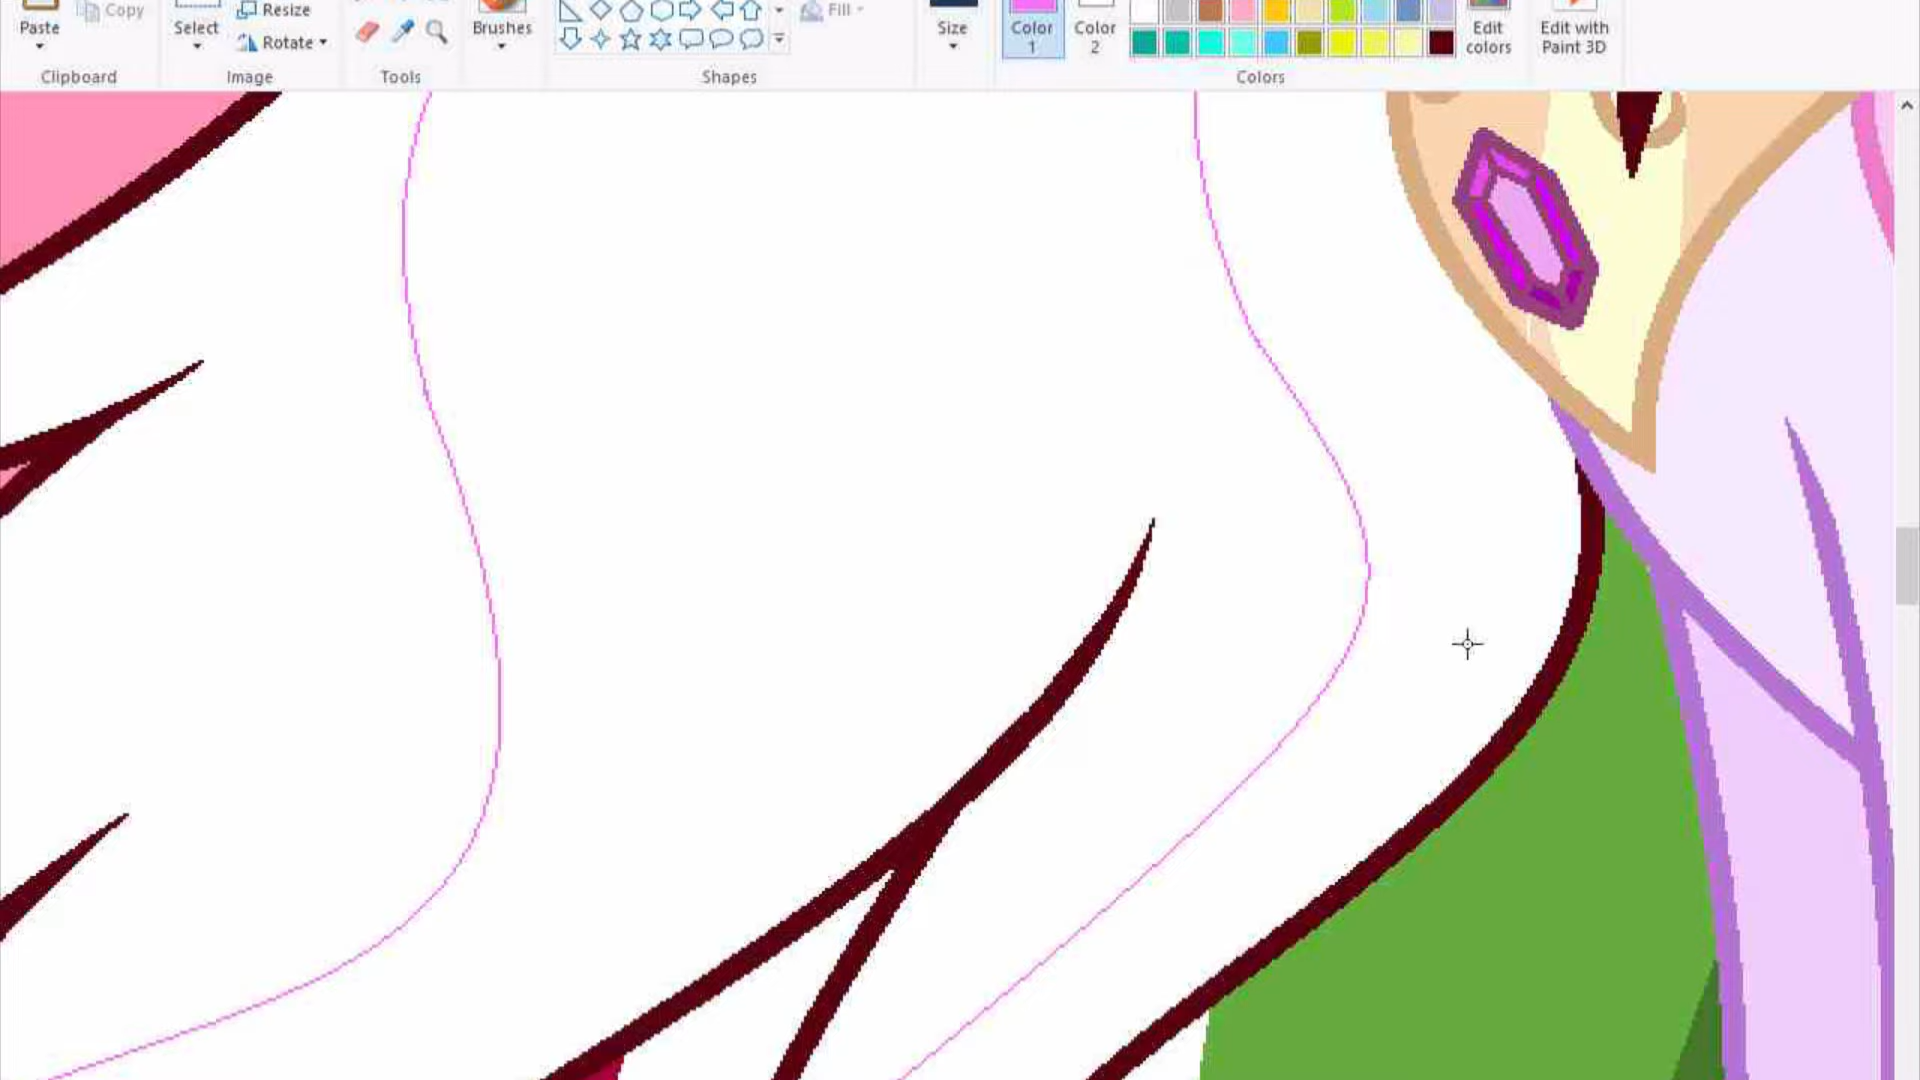 Paste
Copy
Select
Resize
Rotate
Brushes
Fill
Size
Color
1
Color
2
Edit
colors
Edit with
Paint 3D
Clipboard
Image
Tools
Shapes
Colors